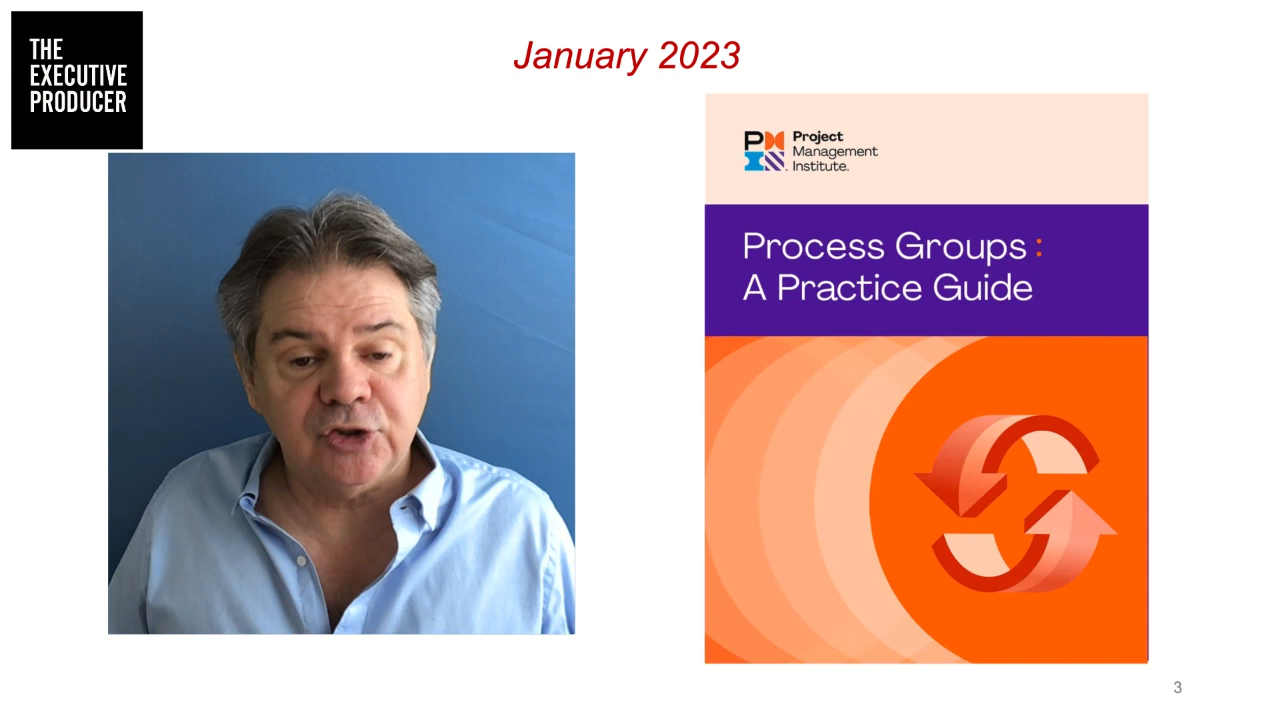 THE
EXECUTIVE
PRODUCER
January 2023
Project
Management
Institute.
Process Groups:
A Practice Guide
3